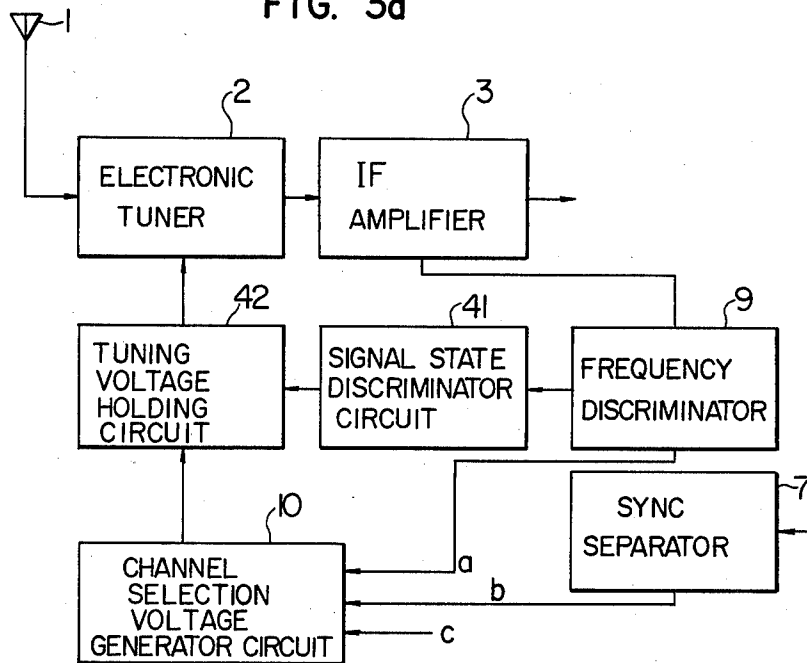 FIG. 3a
1
2
3
ELECTRONIC
TUNER
IF
AMPLIFIER
42
41
9
TUNING
VOLTAGE
HOLDING
CIRCUIT
SIGNAL STATE
DISCRIMINATOR
CIRCUIT
FREQUENCY
DISCRIMINATOR
7
10
SYNC
SEPARATOR
CHANNEL
SELECTION
VOLTAGE
GENERATOR CIRCUIT
a
b
c